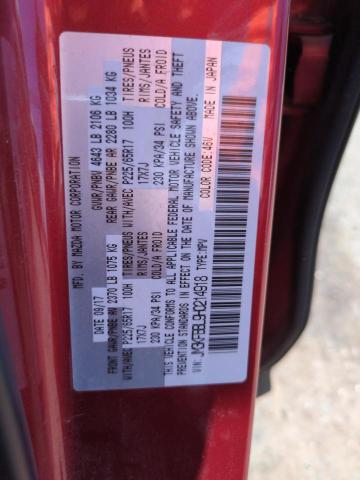 MFD. BY MAZDA MOTOR CORPORATION
DATE: 09/17 GVWR/PNBV 4643 LB 2106 KG
FRONT GAWR/PNBE AV 2370 LB 1075 KG REAR GAWR/PNBE AR 2280 LB 1034 KG
WITH/AVEC P225/65R17 100H TIRES/PNEUS WITH/AVEC P225/65R17 100H TIRES/PNEUS
17X7J RIMS/JANTES 17X7J RIMS/JANTES
230 KPA/34 PSI COLD/A FROID 230 KPA/34 PSI COLD/A FROID
THIS VEHICLE CONFORMS TO ALL APPLICABLE FEDERAL MOTOR VEHICLE SAFETY
BUMPER AND THEFT PREVENTION STANDARDS IN EFFECT ON THE DATE OF
MANUFACTURE SHOWN ABOVE.
MADE IN JAPAN
VIN: TYPE: MPV COLOR CODE: 46V